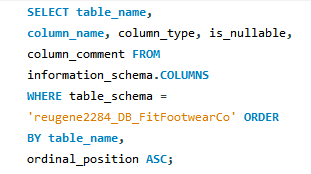 SELECT table_name,
column_name, column_type, is_nullable,
column_comment FROM
information_schema.COLUMNS
WHERE table_schema =
'reugene2284_DB_FitFootwearCo' ORDER
BY table_name,
ordinal_position ASC;